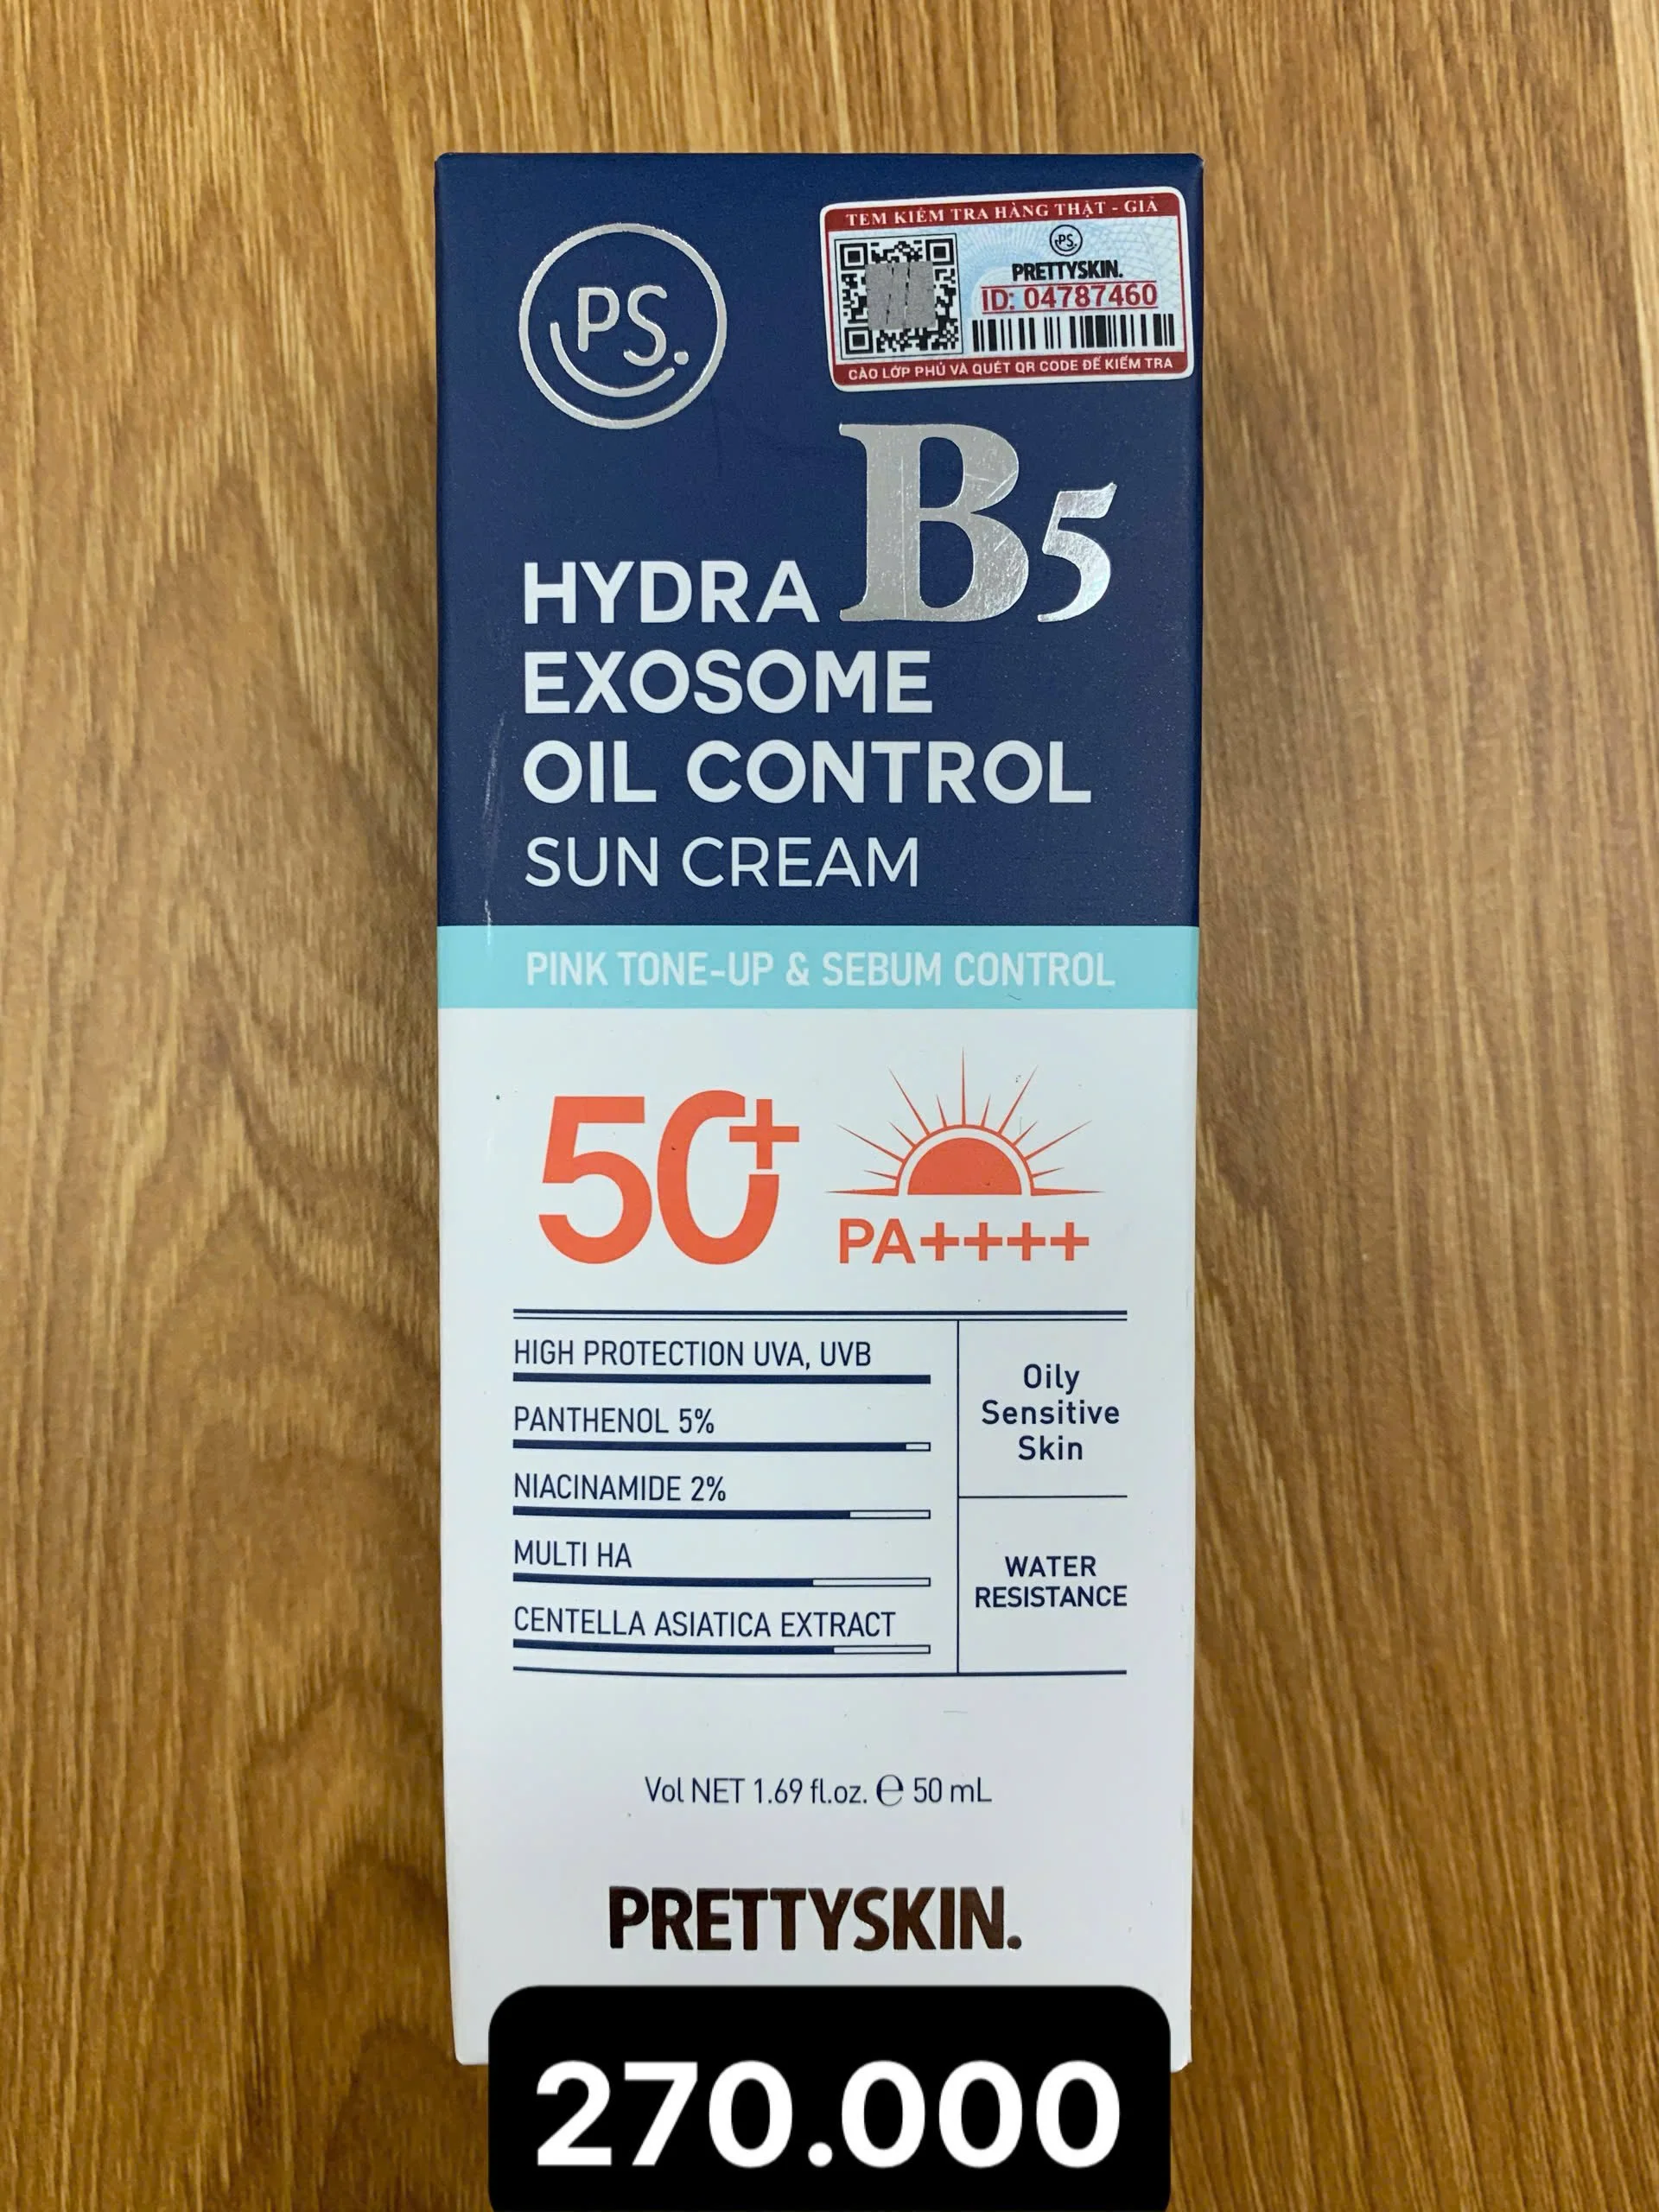 PS.
TEM KIỂM TRA HÀNG THẬT - GIẢ
PS.
PRETTYSKIN.
ID: 04787460
CÀO LỚP PHỦ VÀ QUÉT QR CODE ĐỂ KIỂM TRA
HYDRA B5
EXOSOME
OIL CONTROL
SUN CREAM
PINK TONE-UP & SEBUM CONTROL
50+
PA++++
HIGH PROTECTION UVA, UVB
PANTHENOL 5%
NIACINAMIDE 2%
MULTI HA
CENTELLA ASIATICA EXTRACT
Oily
Sensitive
Skin
WATER
RESISTANCE
Vol NET 1.69 fl.oz. ℮ 50 mL
PRETTYSKIN.
270.000